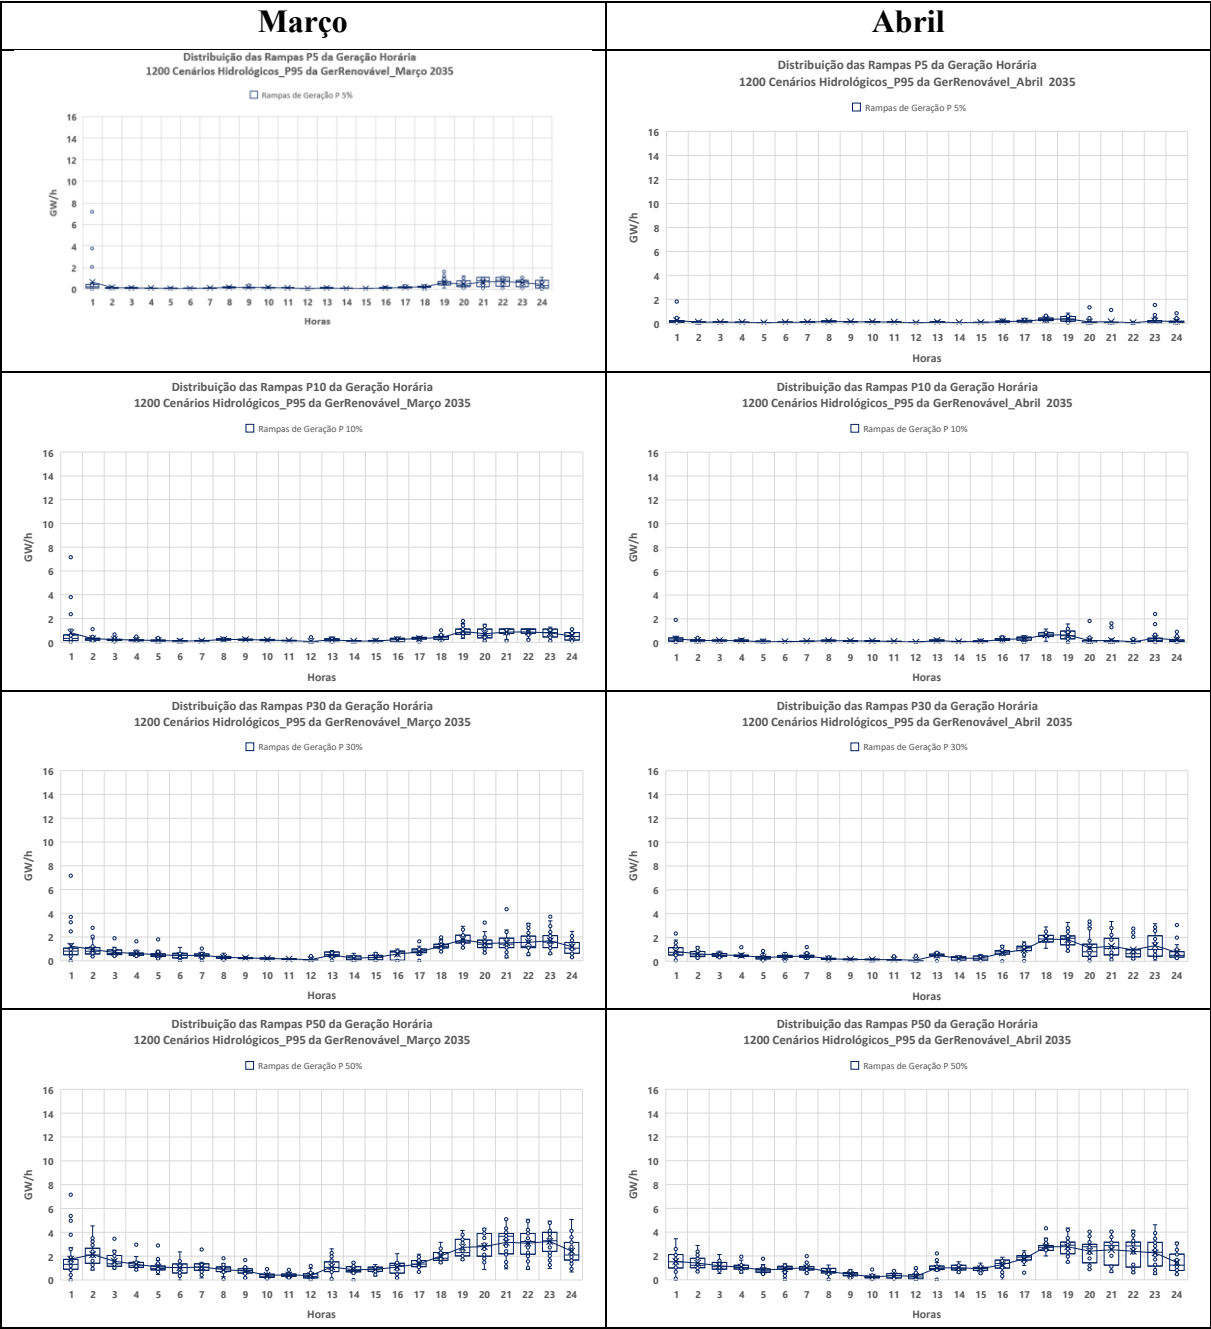 Março
Abril
Distribuição das Rampas P5 da Geração Horária
1200 Cenários Hidrológicos_P95 da GerRenovável_Março 2035
Rampas de Geração P 5%
16
14
12
10
8
6
4
2
0
GW/h
1 2 3 4 5 6 7 8 9 10 11 12 13 14 15 16 17 18 19 20 21 22 23 24
Horas
Distribuição das Rampas P5 da Geração Horária
1200 Cenários Hidrológicos_P95 da GerRenovável_Abril 2035
Rampas de Geração P 5%
16
14
12
10
8
6
4
2
0
GW/h
1 2 3 4 5 6 7 8 9 10 11 12 13 14 15 16 17 18 19 20 21 22 23 24
Horas
Distribuição das Rampas P10 da Geração Horária
1200 Cenários Hidrológicos_P95 da GerRenovável_Março 2035
Rampas de Geração P 10%
16
14
12
10
8
6
4
2
0
GW/h
1 2 3 4 5 6 7 8 9 10 11 12 13 14 15 16 17 18 19 20 21 22 23 24
Horas
Distribuição das Rampas P10 da Geração Horária
1200 Cenários Hidrológicos_P95 da GerRenovável_Abril 2035
Rampas de Geração P 10%
16
14
12
10
8
6
4
2
0
GW/h
1 2 3 4 5 6 7 8 9 10 11 12 13 14 15 16 17 18 19 20 21 22 23 24
Horas
Distribuição das Rampas P30 da Geração Horária
1200 Cenários Hidrológicos_P95 da GerRenovável_Março 2035
Rampas de Geração P 30%
16
14
12
10
8
6
4
2
0
GW/h
1 2 3 4 5 6 7 8 9 10 11 12 13 14 15 16 17 18 19 20 21 22 23 24
Horas
Distribuição das Rampas P30 da Geração Horária
1200 Cenários Hidrológicos_P95 da GerRenovável_Abril 2035
Rampas de Geração P 30%
16
14
12
10
8
6
4
2
0
GW/h
1 2 3 4 5 6 7 8 9 10 11 12 13 14 15 16 17 18 19 20 21 22 23 24
Horas
Distribuição das Rampas P50 da Geração Horária
1200 Cenários Hidrológicos_P95 da GerRenovável_Março 2035
Rampas de Geração P 50%
16
14
12
10
8
6
4
2
0
GW/h
1 2 3 4 5 6 7 8 9 10 11 12 13 14 15 16 17 18 19 20 21 22 23 24
Horas
Distribuição das Rampas P50 da Geração Horária
1200 Cenários Hidrológicos_P95 da GerRenovável_Abril 2035
Rampas de Geração P 50%
16
14
12
10
8
6
4
2
0
GW/h
1 2 3 4 5 6 7 8 9 10 11 12 13 14 15 16 17 18 19 20 21 22 23 24
Horas